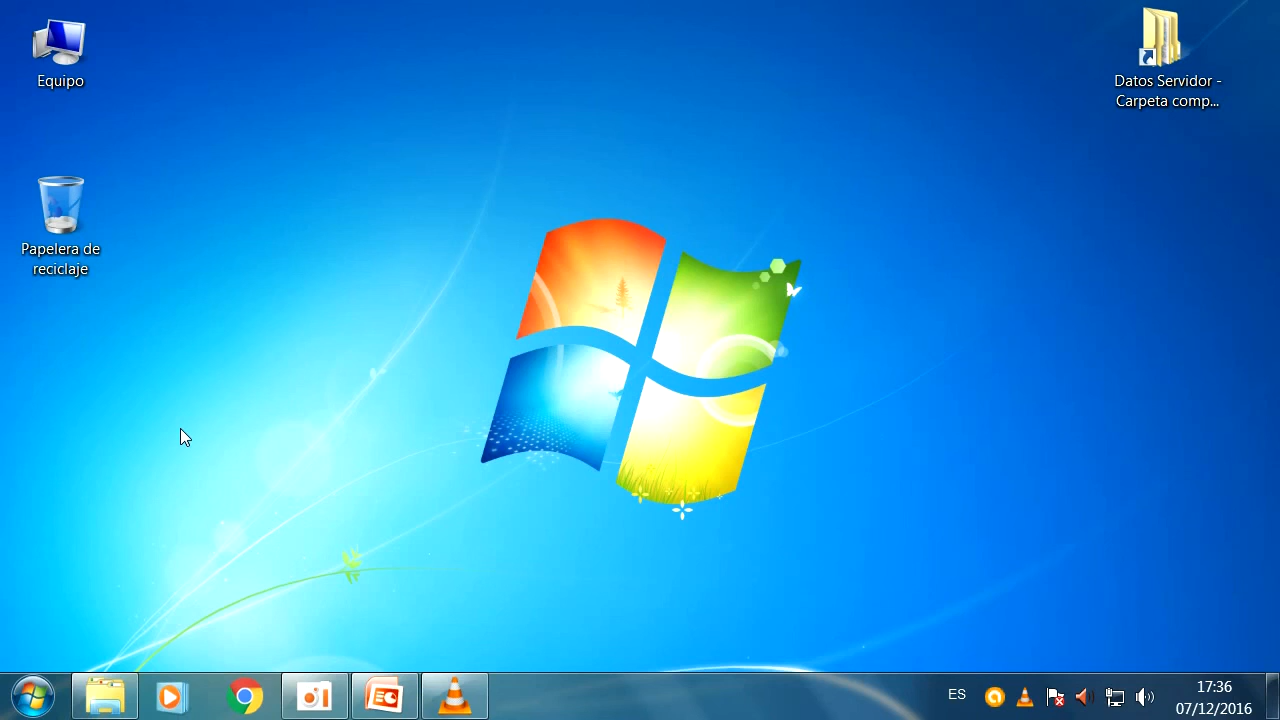 Equipo
Datos Servidor -
Carpeta comp...
Papelera de
reciclaje
ES
17:36
07/12/2016